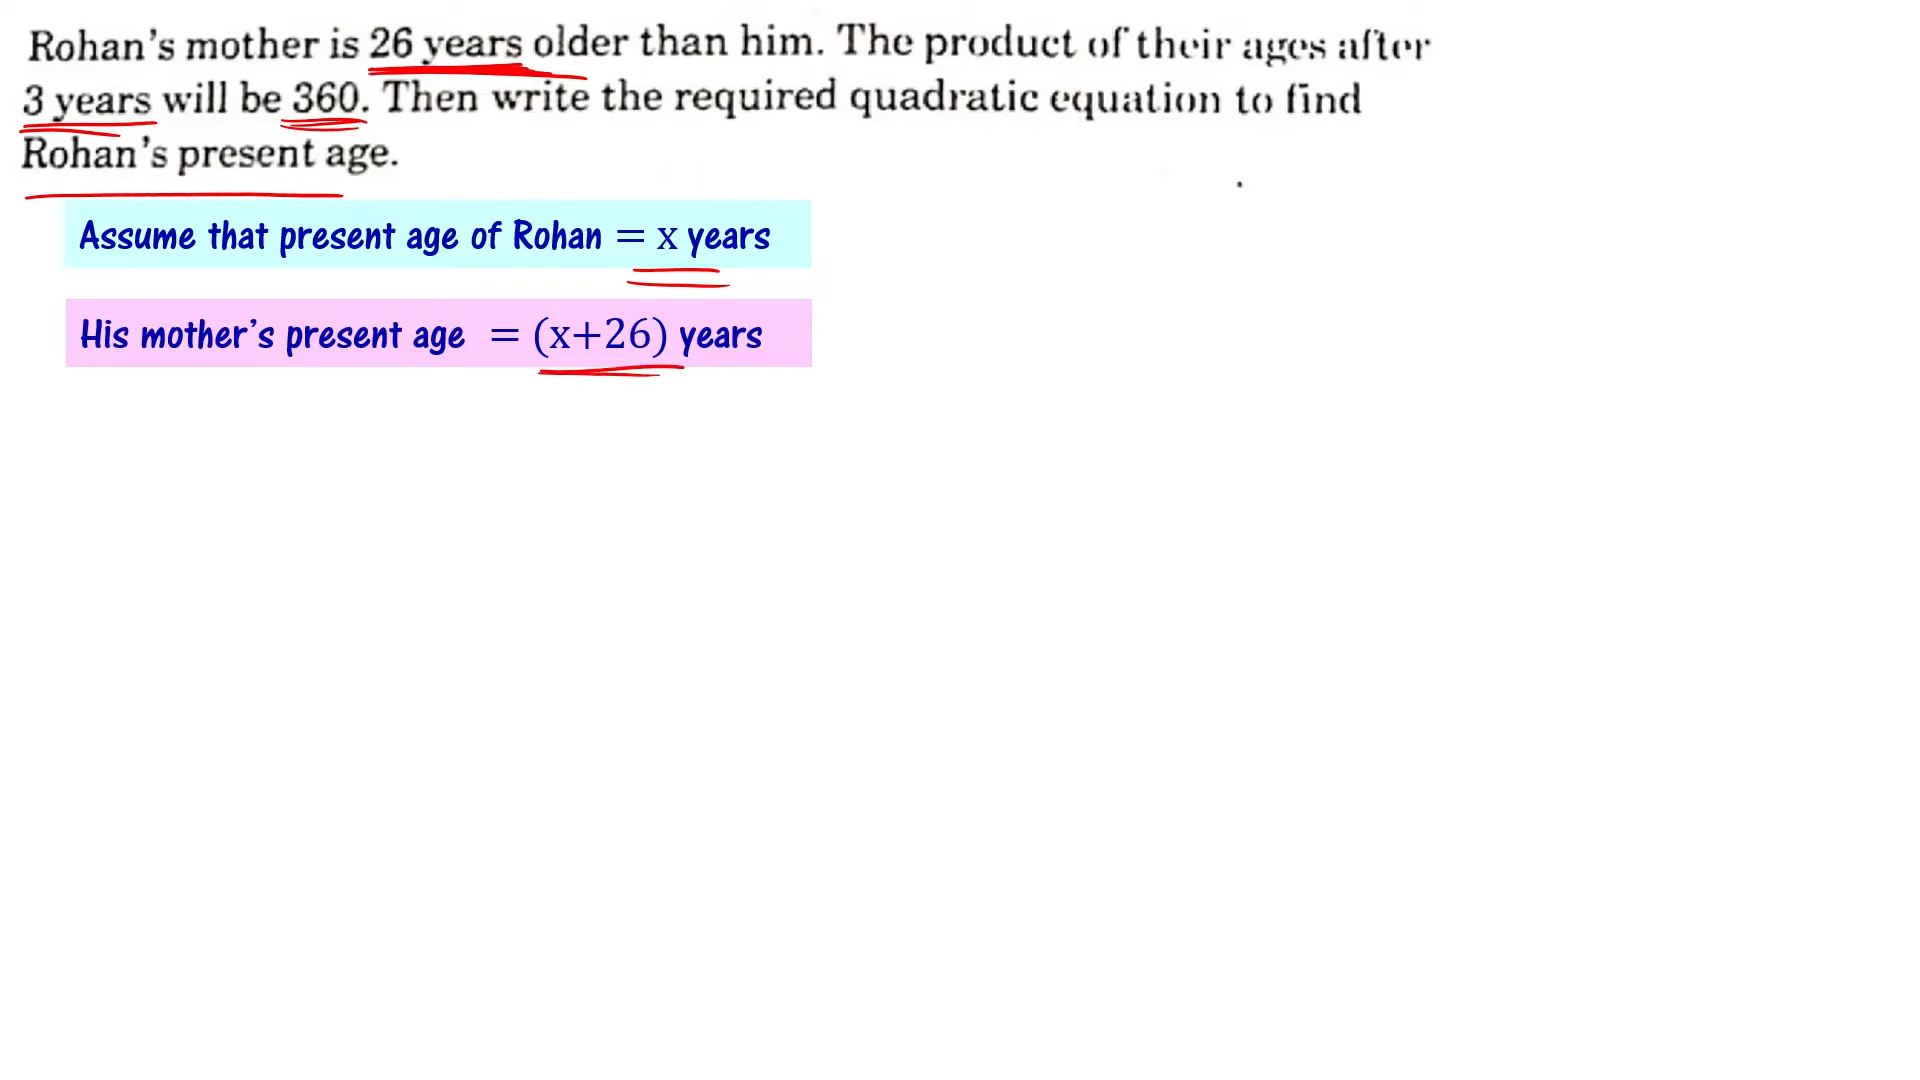 Rohan's mother is 26 years older than him. The product of their ages after
3 years will be 360. Then write the required quadratic equation to find
Rohan's present age.
Assume that present age of Rohan = x years
His mother's present age = (x+26) years